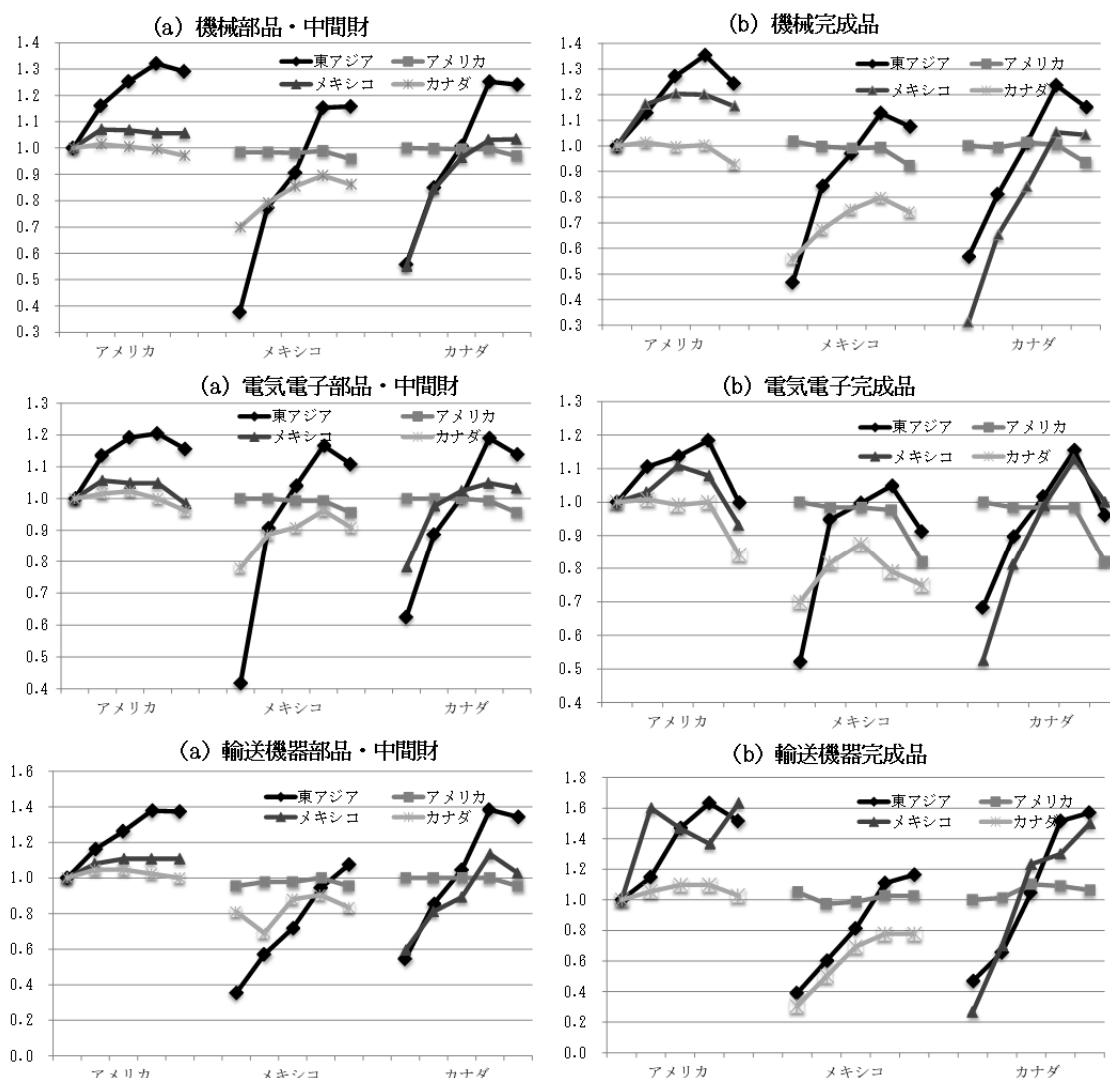 (a) 機械部品・中間財
1.4
1.3
1.2
1.1
1.0
0.9
0.8
0.7
0.6
0.5
0.4
0.3
東アジア
アメリカ
メキシコ
カナダ
アメリカ
メキシコ
カナダ
(b) 機械完成品
1.4
1.3
1.2
1.1
1.0
0.9
0.8
0.7
0.6
0.5
0.4
0.3
東アジア
アメリカ
メキシコ
カナダ
アメリカ
メキシコ
カナダ
(a) 電気電子部品・中間財
1.3
1.2
1.1
1.0
0.9
0.8
0.7
0.6
0.5
0.4
東アジア
アメリカ
メキシコ
カナダ
アメリカ
メキシコ
カナダ
(b) 電気電子完成品
1.3
1.2
1.1
1.0
0.9
0.8
0.7
0.6
0.5
0.4
東アジア
アメリカ
メキシコ
カナダ
アメリカ
メキシコ
カナダ
(a) 輸送機器部品・中間財
1.6
1.4
1.2
1.0
0.8
0.6
0.4
0.2
0.0
東アジア
アメリカ
メキシコ
カナダ
アメリカ
メキシコ
カナダ
(b) 輸送機器完成品
1.8
1.6
1.4
1.2
1.0
0.8
0.6
0.4
0.2
0.0
東アジア
アメリカ
メキシコ
カナダ
アメリカ
メキシコ
カナダ